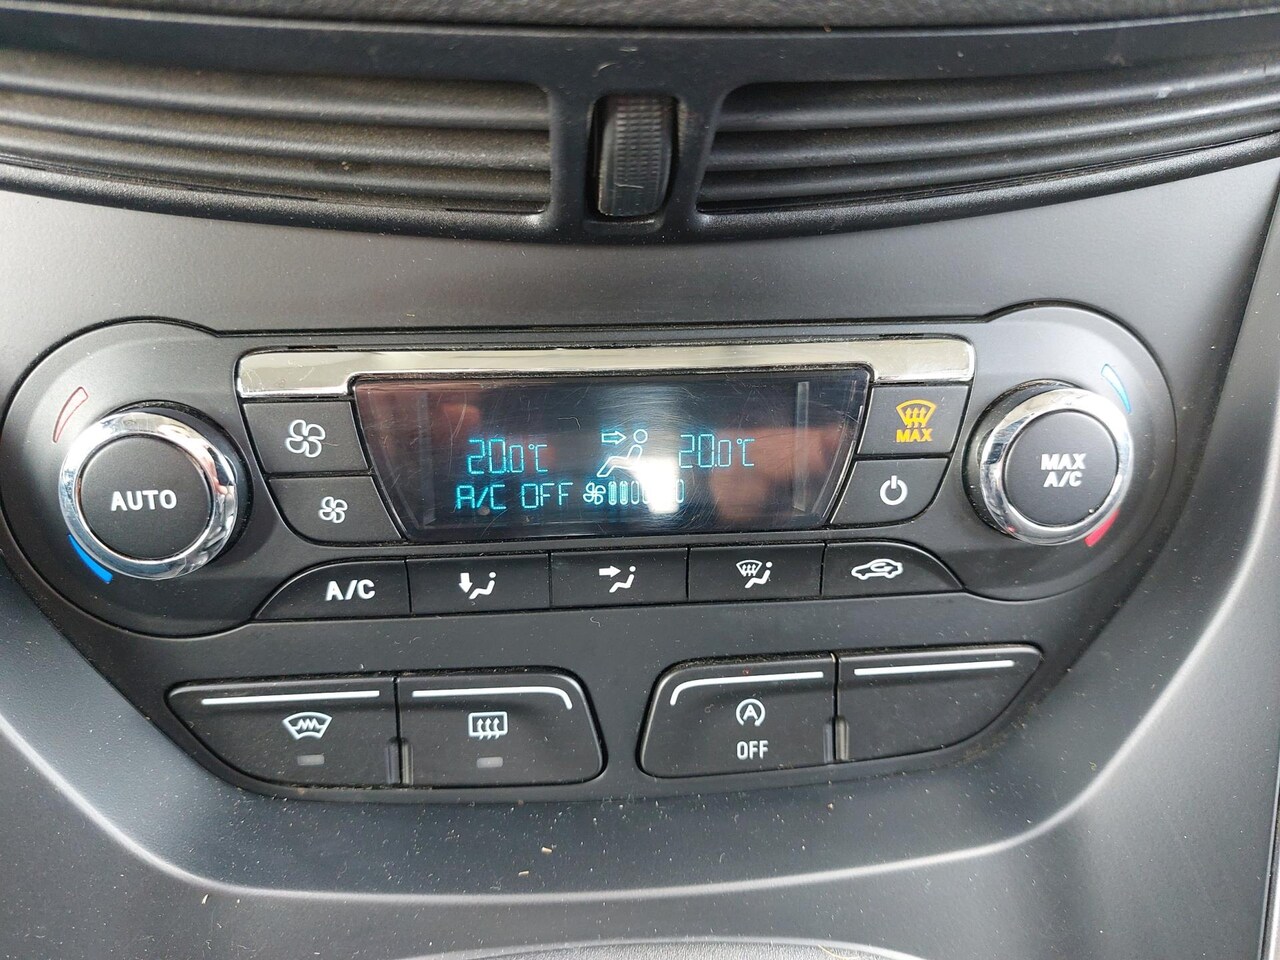 20.0°C 20.0°C
A/C OFF
AUTO
MAX
MAX
A/C
A/C
A
OFF